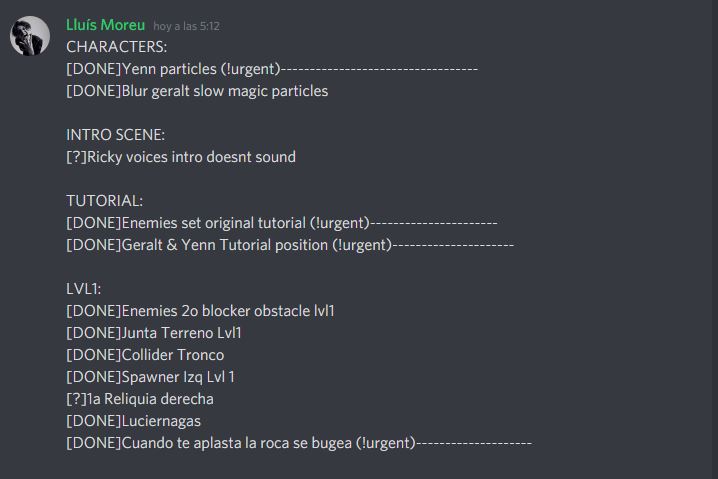 Lluís Moreu hoy a las 5:12
CHARACTERS:
[DONE]Yenn particles (!urgent)----------------------------------
[DONE]Blur geralt slow magic particles
INTRO SCENE:
[?]Ricky voices intro doesnt sound
TUTORIAL:
[DONE]Enemies set original tutorial (!urgent)----------------------
[DONE]Geralt & Yenn Tutorial position (!urgent)---------------------
LVL1:
[DONE]Enemies 2o blocker obstacle lvl1
[DONE]Junta Terreno Lvl1
[DONE]Collider Tronco
[DONE]Spawner Izq Lvl 1
[?]1a Reliquia derecha
[DONE]Luciernagas
[DONE]Cuando te aplasta la roca se bugea (!urgent)--------------------